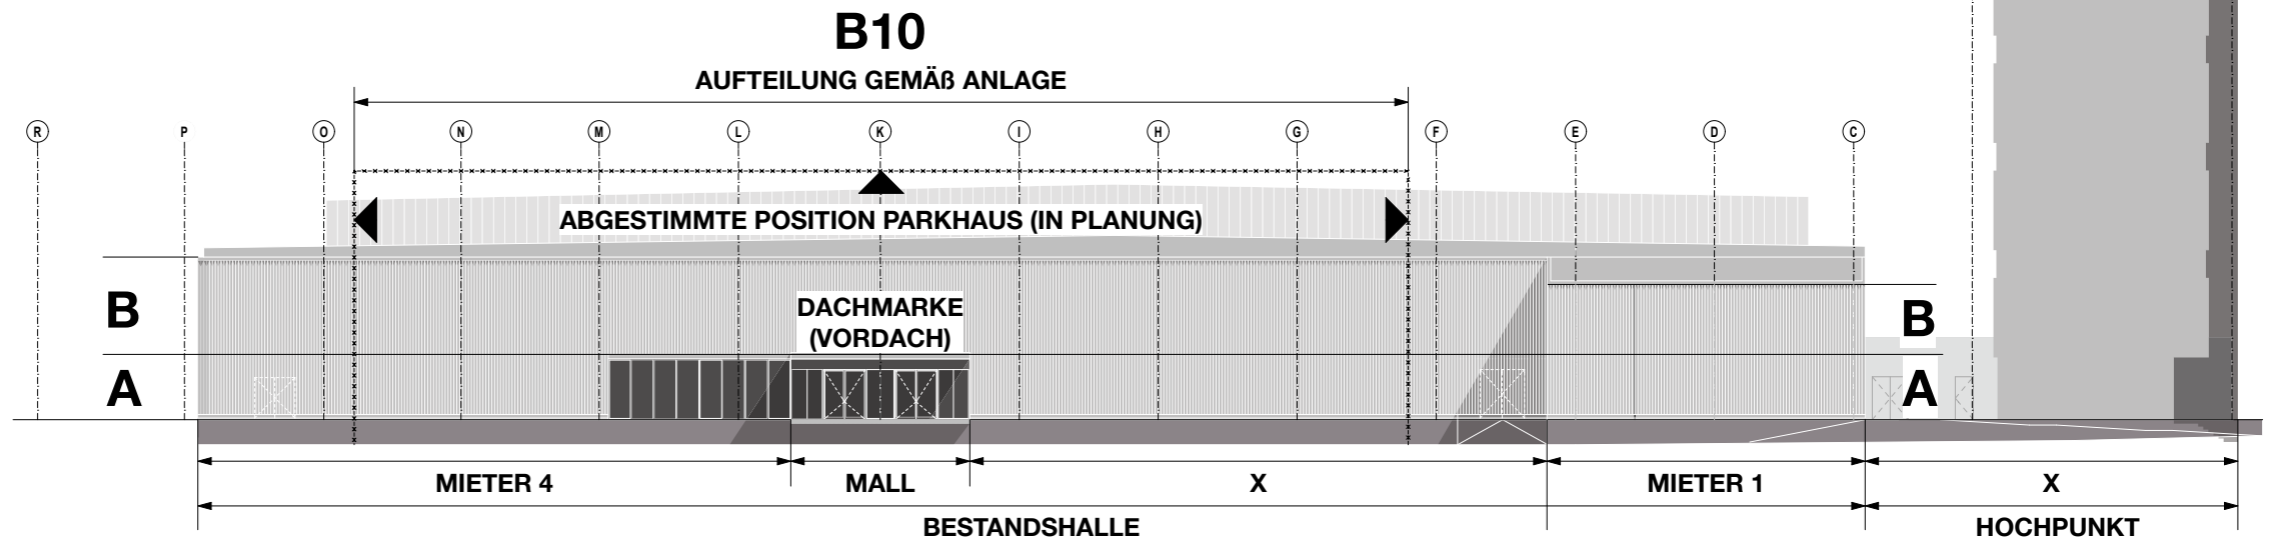 B10
AUFTEILUNG GEMÄß ANLAGE
R P O N M L K I H G F E D C
ABGESTIMMTE POSITION PARKHAUS (IN PLANUNG)
B
DACHMARKE
(VORDACH)
B
A
A
MIETER 4 MALL X MIETER 1 X
BESTANDSHALLE HOCHPUNKT